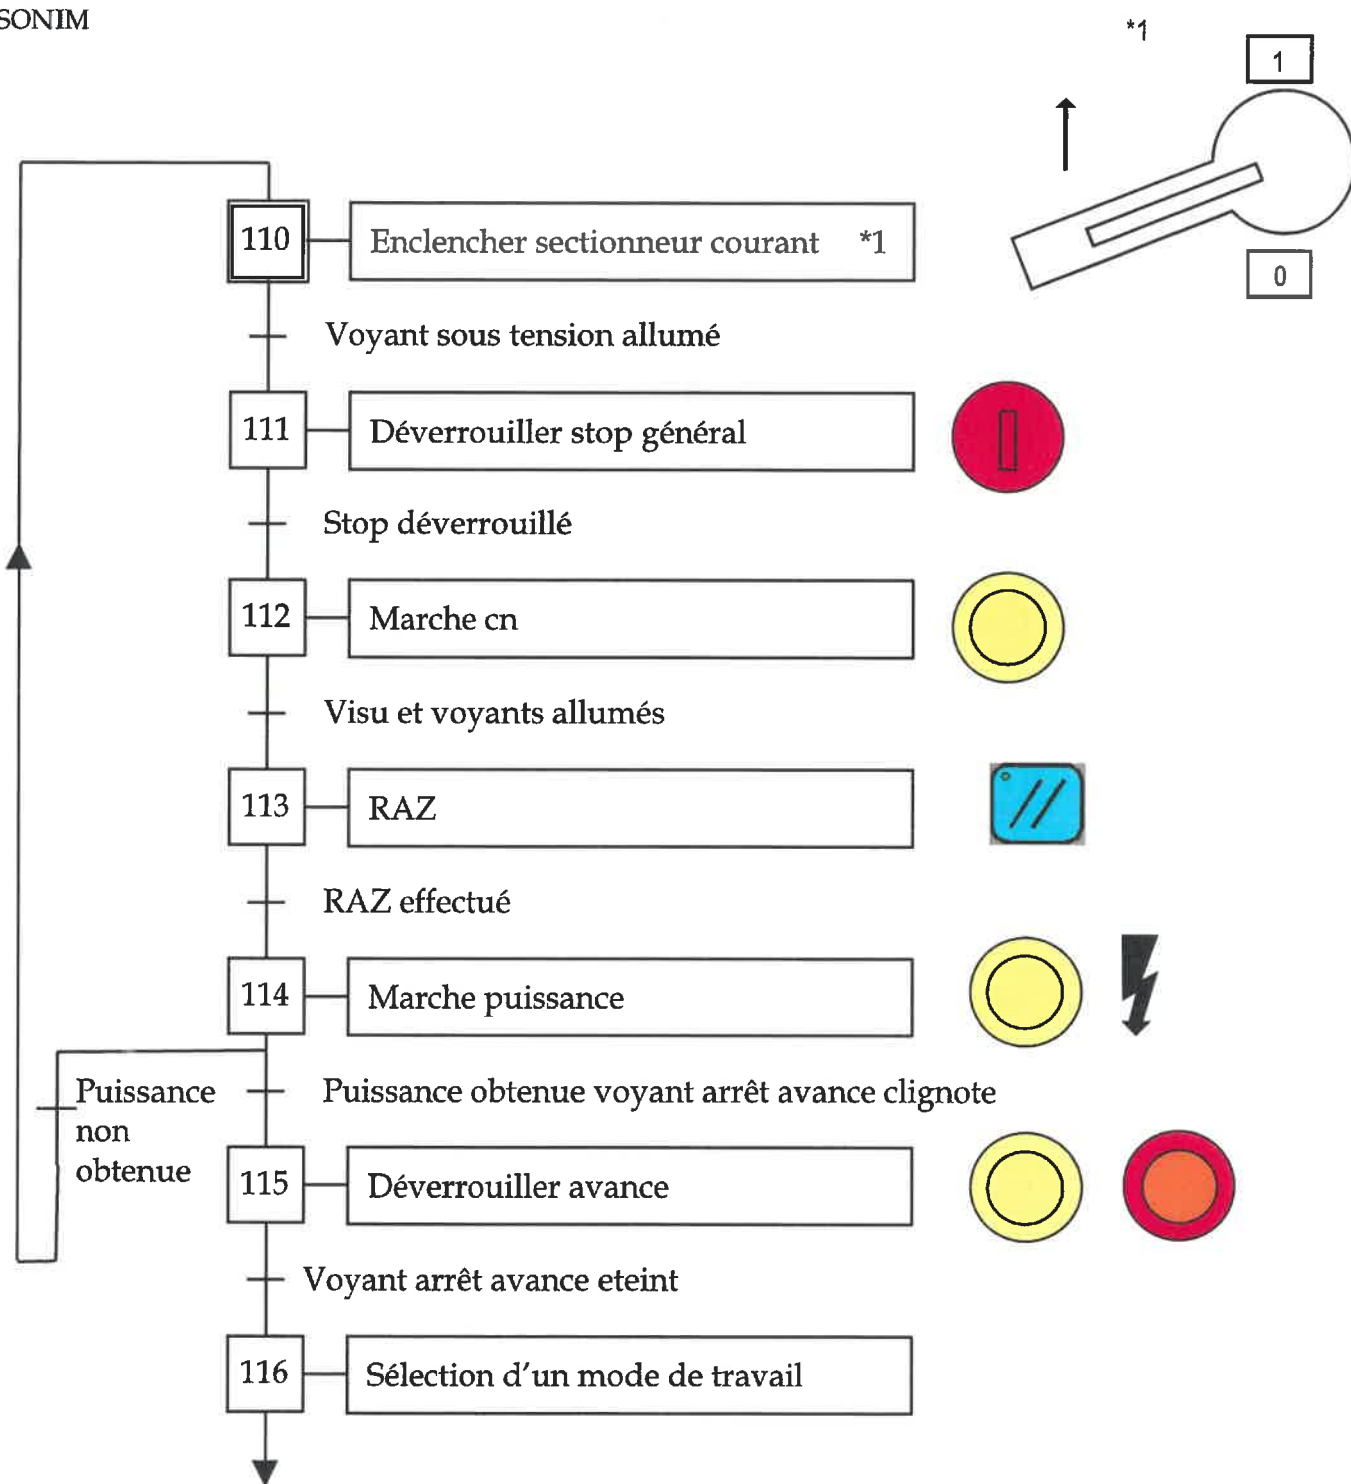 SONIM
*1
1
110 Enclencher sectionneur courant *1
0
Voyant sous tension allumé
111 Déverrouiller stop général
Stop déverrouillé
112 Marche cn
Visu et voyants allumés
113 RAZ
RAZ effectué
114 Marche puissance
Puissance
non
obtenue
Puissance obtenue voyant arrêt avance clignote
115 Déverrouiller avance
Voyant arrêt avance eteint
116 Sélection d'un mode de travail